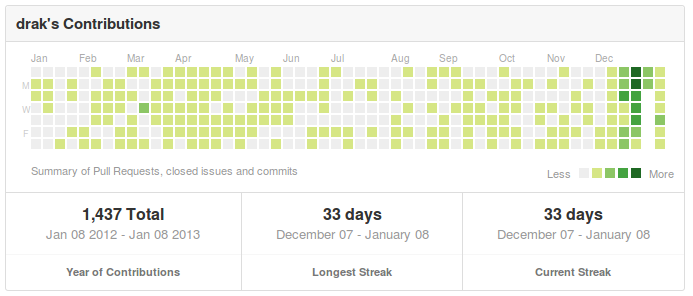 drak's Contributions
Jan Feb Mar Apr May Jun Jul Aug Sep Oct Nov Dec
M
W
F
Summary of Pull Requests, closed issues and commits
Less More
1,437 Total
Jan 08 2012 - Jan 08 2013
Year of Contributions
33 days
December 07 - January 08
Longest Streak
33 days
December 07 - January 08
Current Streak